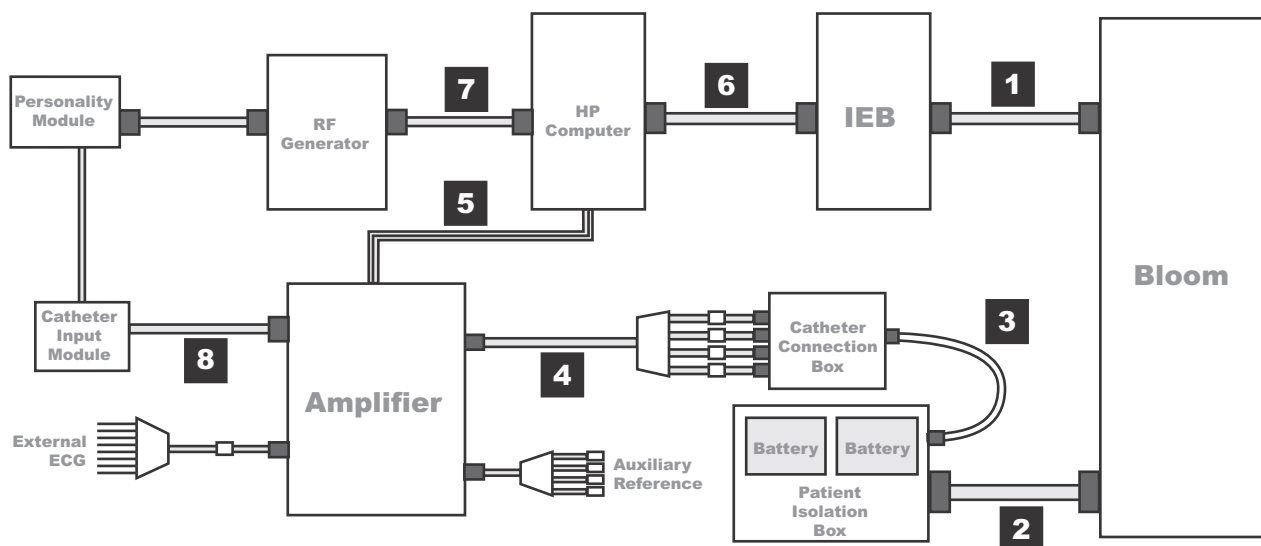 Personality
Module
RF
Generator
7
HP
Computer
6
IEB
1
Bloom
5
Catheter
Input
Module
8
Amplifier
4
Catheter
Connection
Box
3
External
ECG
Auxiliary
Reference
Battery
Battery
Patient
Isolation
Box
2